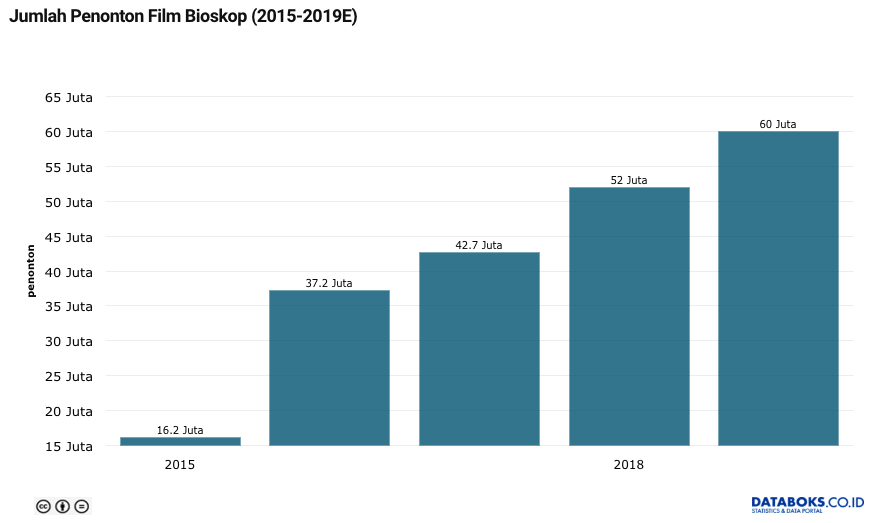 Jumlah Penonton Film Bioskop (2015-2019E)
65 Juta
60 Juta
55 Juta
50 Juta
45 Juta
40 Juta
35 Juta
30 Juta
25 Juta
20 Juta
15 Juta
penonton
16.2 Juta
37.2 Juta
42.7 Juta
52 Juta
60 Juta
2015
2018
cc
DATABOKS.CO.ID
STATISTICS & DATA PORTAL